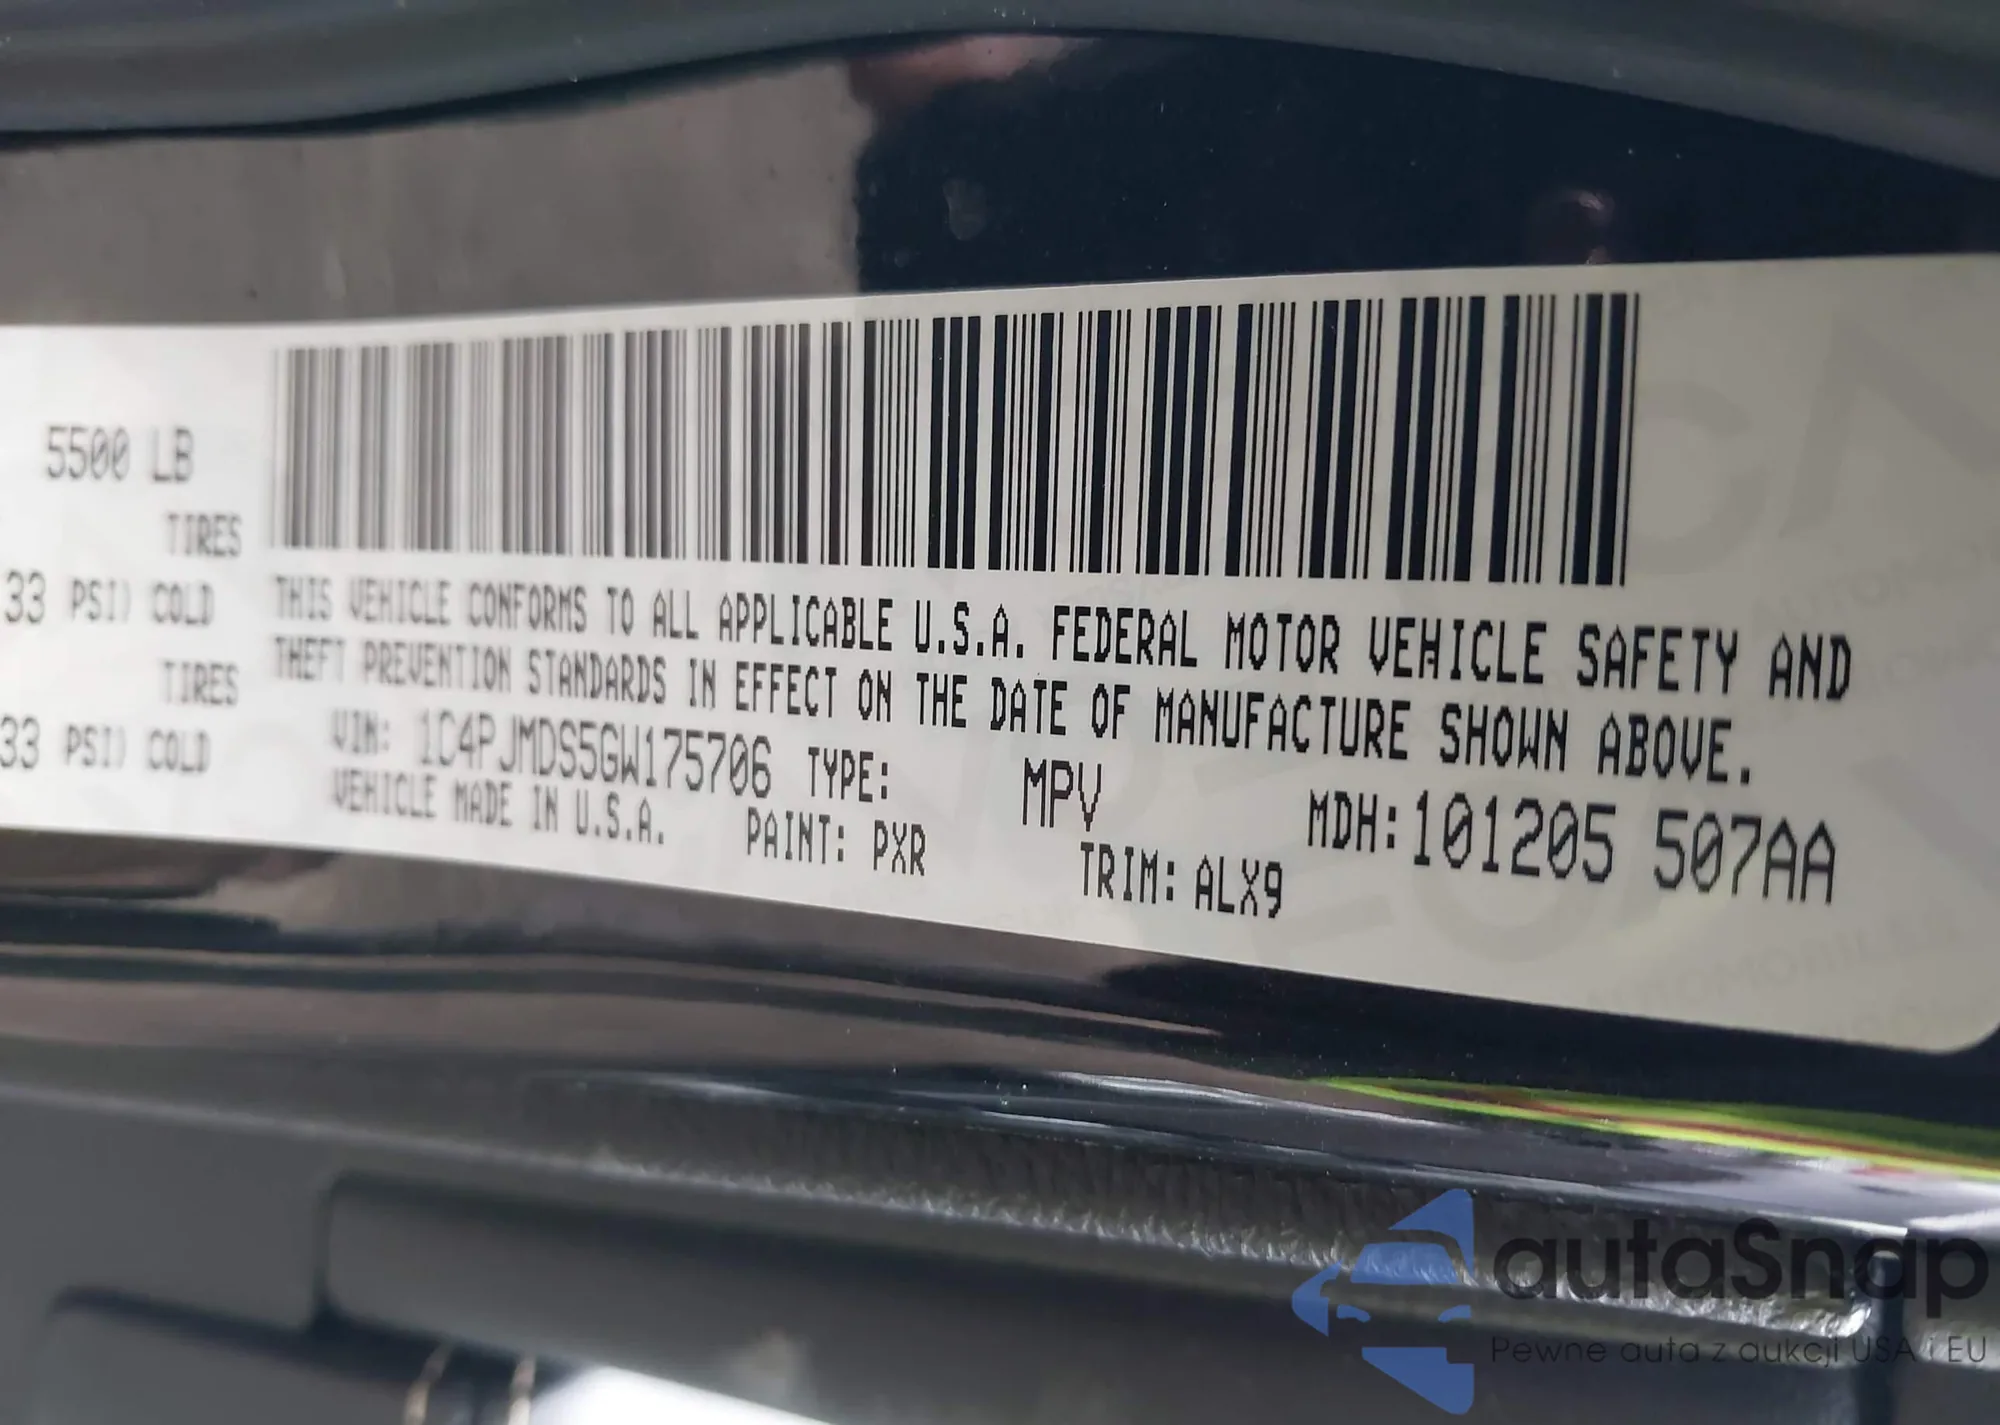 5500 LB
TIRES
33 PSI) COLD
TIRES
33 PSI) COLD
THIS VEHICLE CONFORMS TO ALL APPLICABLE U.S.A. FEDERAL MOTOR VEHICLE SAFETY AND
THEFT PREVENTION STANDARDS IN EFFECT ON THE DATE OF MANUFACTURE SHOWN ABOVE.
VIN: 1C4PJMDS5GW175706 TYPE: MPV MDH:101205 507AA
VEHICLE MADE IN U.S.A. PAINT: PXR TRIM: ALX9
autaSnap
Pewne auta z aukcji USA i EU